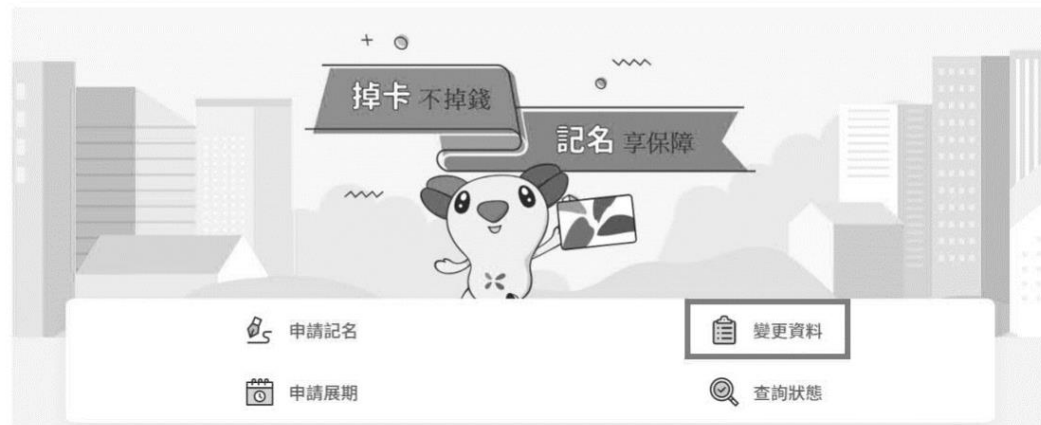 掉卡 不掉錢
記名 享保障
申請記名
變更資料
申請展期
查詢狀態